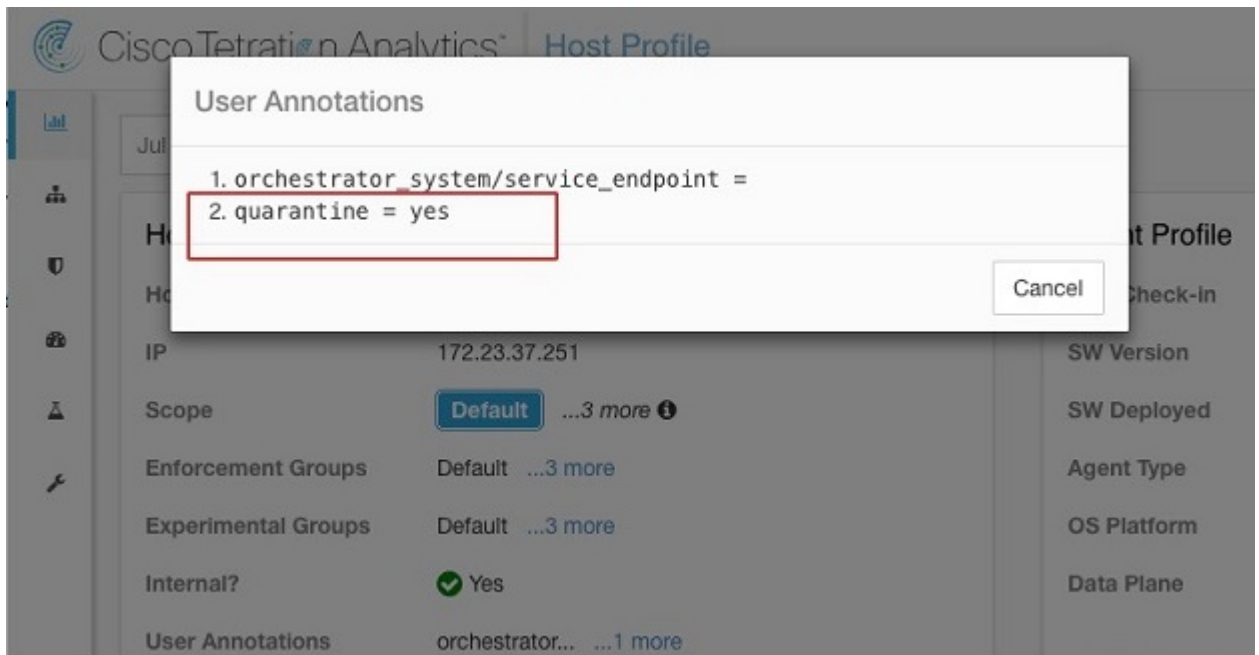 Cisco Tetration Analytics™ Host Profile
User Annotations
Jul
1. orchestrator_system/service_endpoint =
2. quarantine = yes
Cancel
Profile
Check-in
IP 172.23.37.251 SW Version
Scope Default ...3 more SW Deployed
Enforcement Groups Default ...3 more Agent Type
Experimental Groups Default ...3 more OS Platform
Internal? Yes Data Plane
User Annotations orchestrator... ...1 more